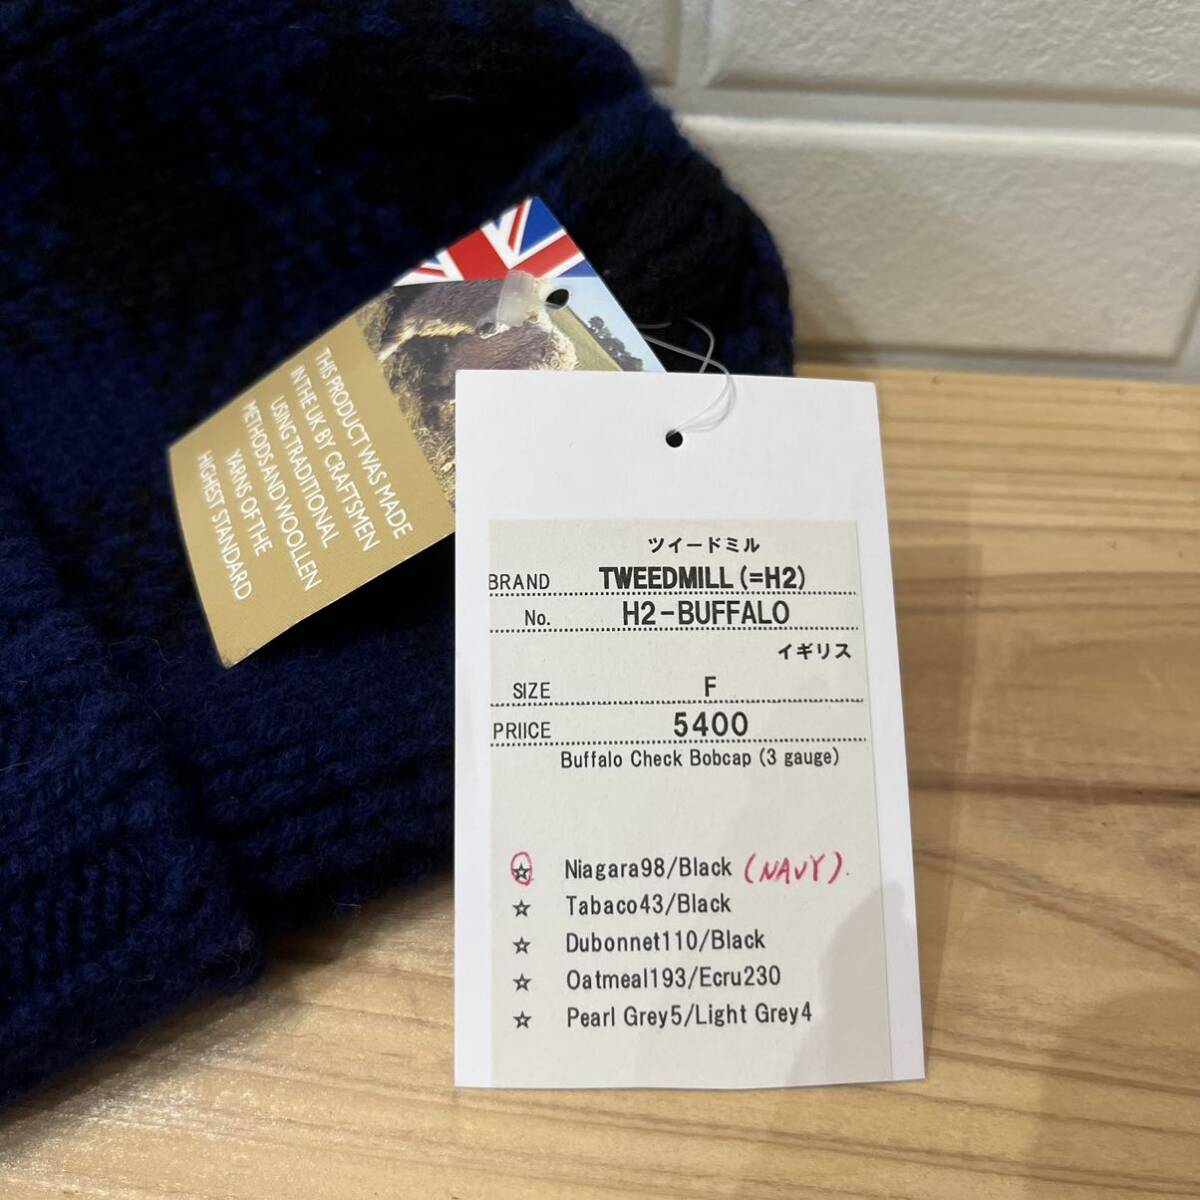 THIS PRODUCT WAS MADE
IN THE UK BY CRAFTSMEN
USING TRADITIONAL
METHODS AND WOOLLEN
YARNS OF THE
HIGHEST STANDARD
ツイードミル
BRAND TWEEDMILL (=H2)
No. H2-BUFFALO
イギリス
SIZE F
PRIICE 5400
Buffalo Check Bobcap (3 gauge)
☆ Niagara98/Black (NAVY).
☆ Tabaco43/Black
☆ Dubonnet110/Black
☆ Oatmeal193/Ecru230
☆ Pearl Grey5/Light Grey4